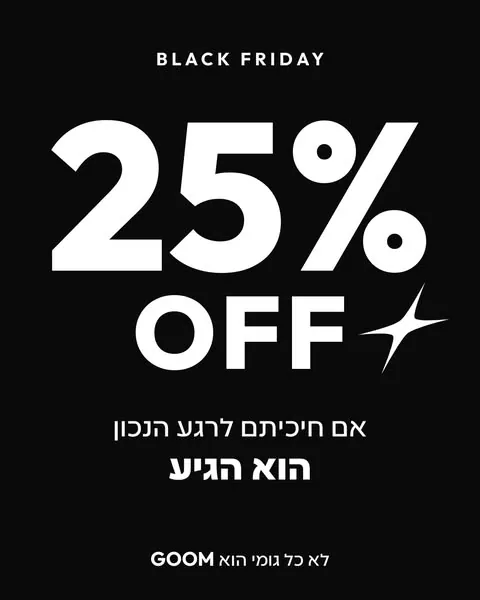 BLACK FRIDAY
25%
OFF
אם חיכיתם לרגע הנכון
הוא הגיע
לא כל גומי הוא GOOM